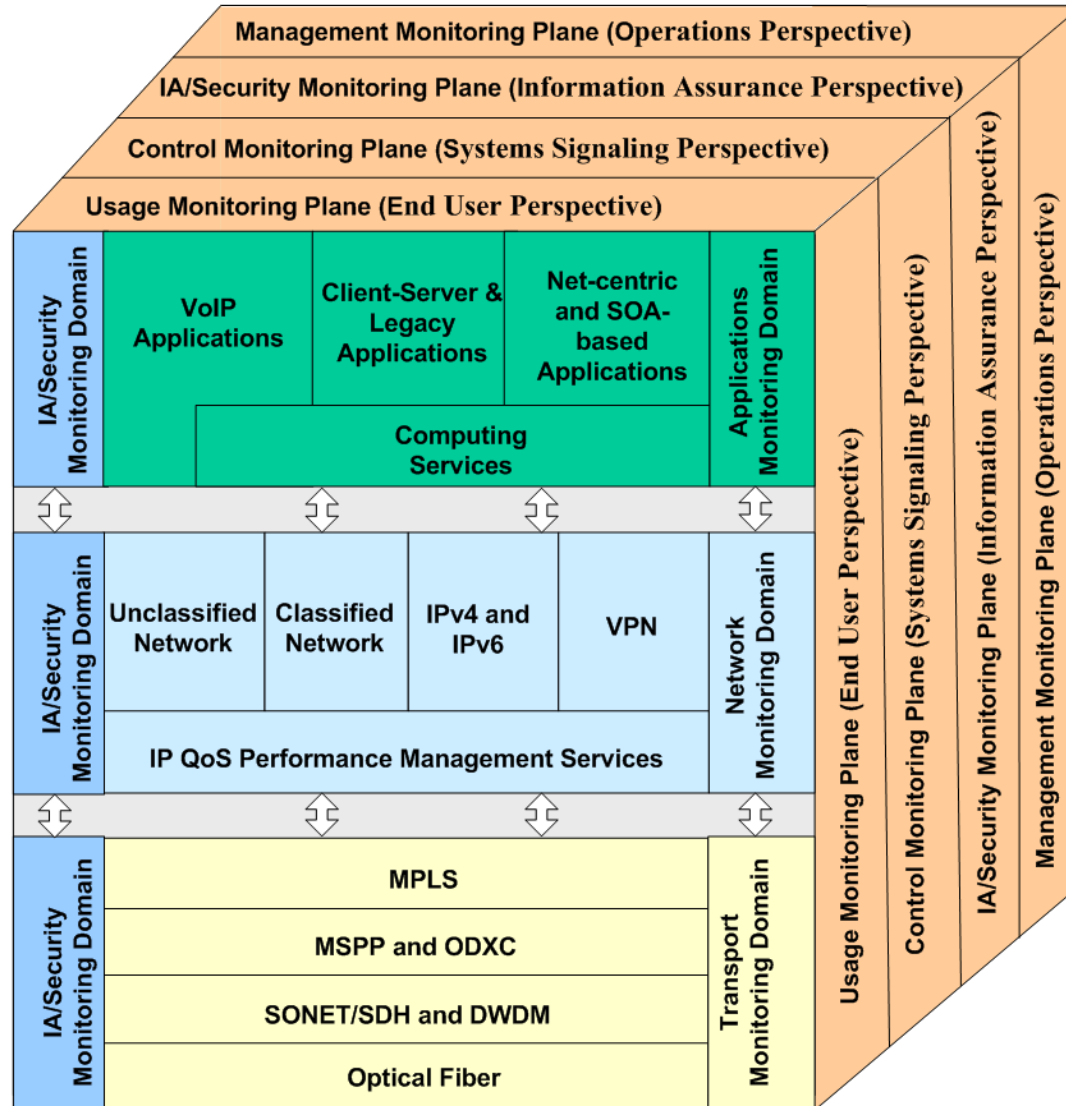 Management Monitoring Plane (Operations Perspective)
IA/Security Monitoring Plane (Information Assurance Perspective)
Control Monitoring Plane (Systems Signaling Perspective)
Usage Monitoring Plane (End User Perspective)
IA/Security
Monitoring Domain
VoIP
Applications
Client-Server &
Legacy
Applications
Net-centric
and SOA-
based
Applications
Computing
Services
Applications
Monitoring Domain
IA/Security
Monitoring Domain
Unclassified
Network
Classified
Network
IPv4 and
IPv6
VPN
IP QoS Performance Management Services
Network
Monitoring Domain
IA/Security
Monitoring Domain
MPLS
MSPP and ODXC
SONET/SDH and DWDM
Optical Fiber
Transport
Monitoring Domain
Usage Monitoring Plane (End User Perspective)
Control Monitoring Plane (Systems Signaling Perspective)
IA/Security Monitoring Plane (Information Assurance Perspective)
Management Monitoring Plane (Operations Perspective)